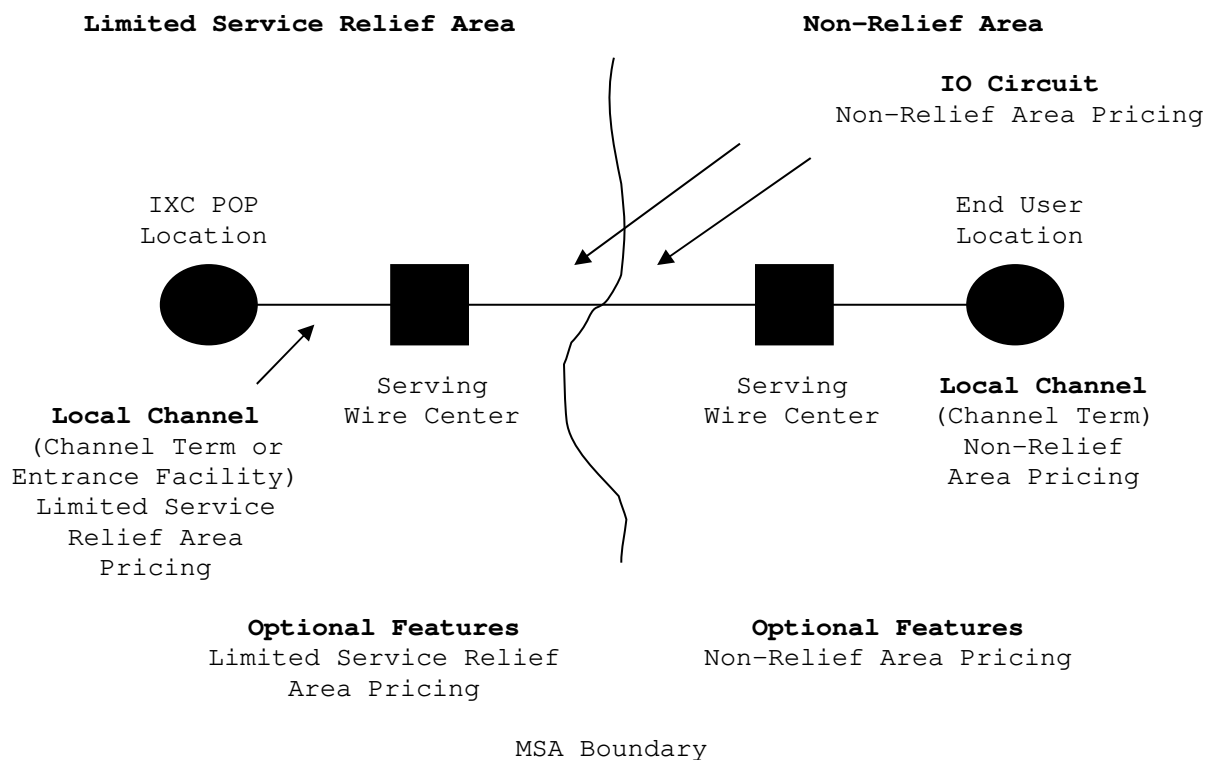 Limited Service Relief Area
Non-Relief Area
IO Circuit
Non-Relief Area Pricing
IXC POP
Location
End User
Location
Serving
Wire Center
Serving
Wire Center
Local Channel
(Channel Term or
Entrance Facility)
Limited Service
Relief Area
Pricing
Local Channel
(Channel Term)
Non-Relief
Area Pricing
Optional Features
Limited Service Relief
Area Pricing
Optional Features
Non-Relief Area Pricing
MSA Boundary